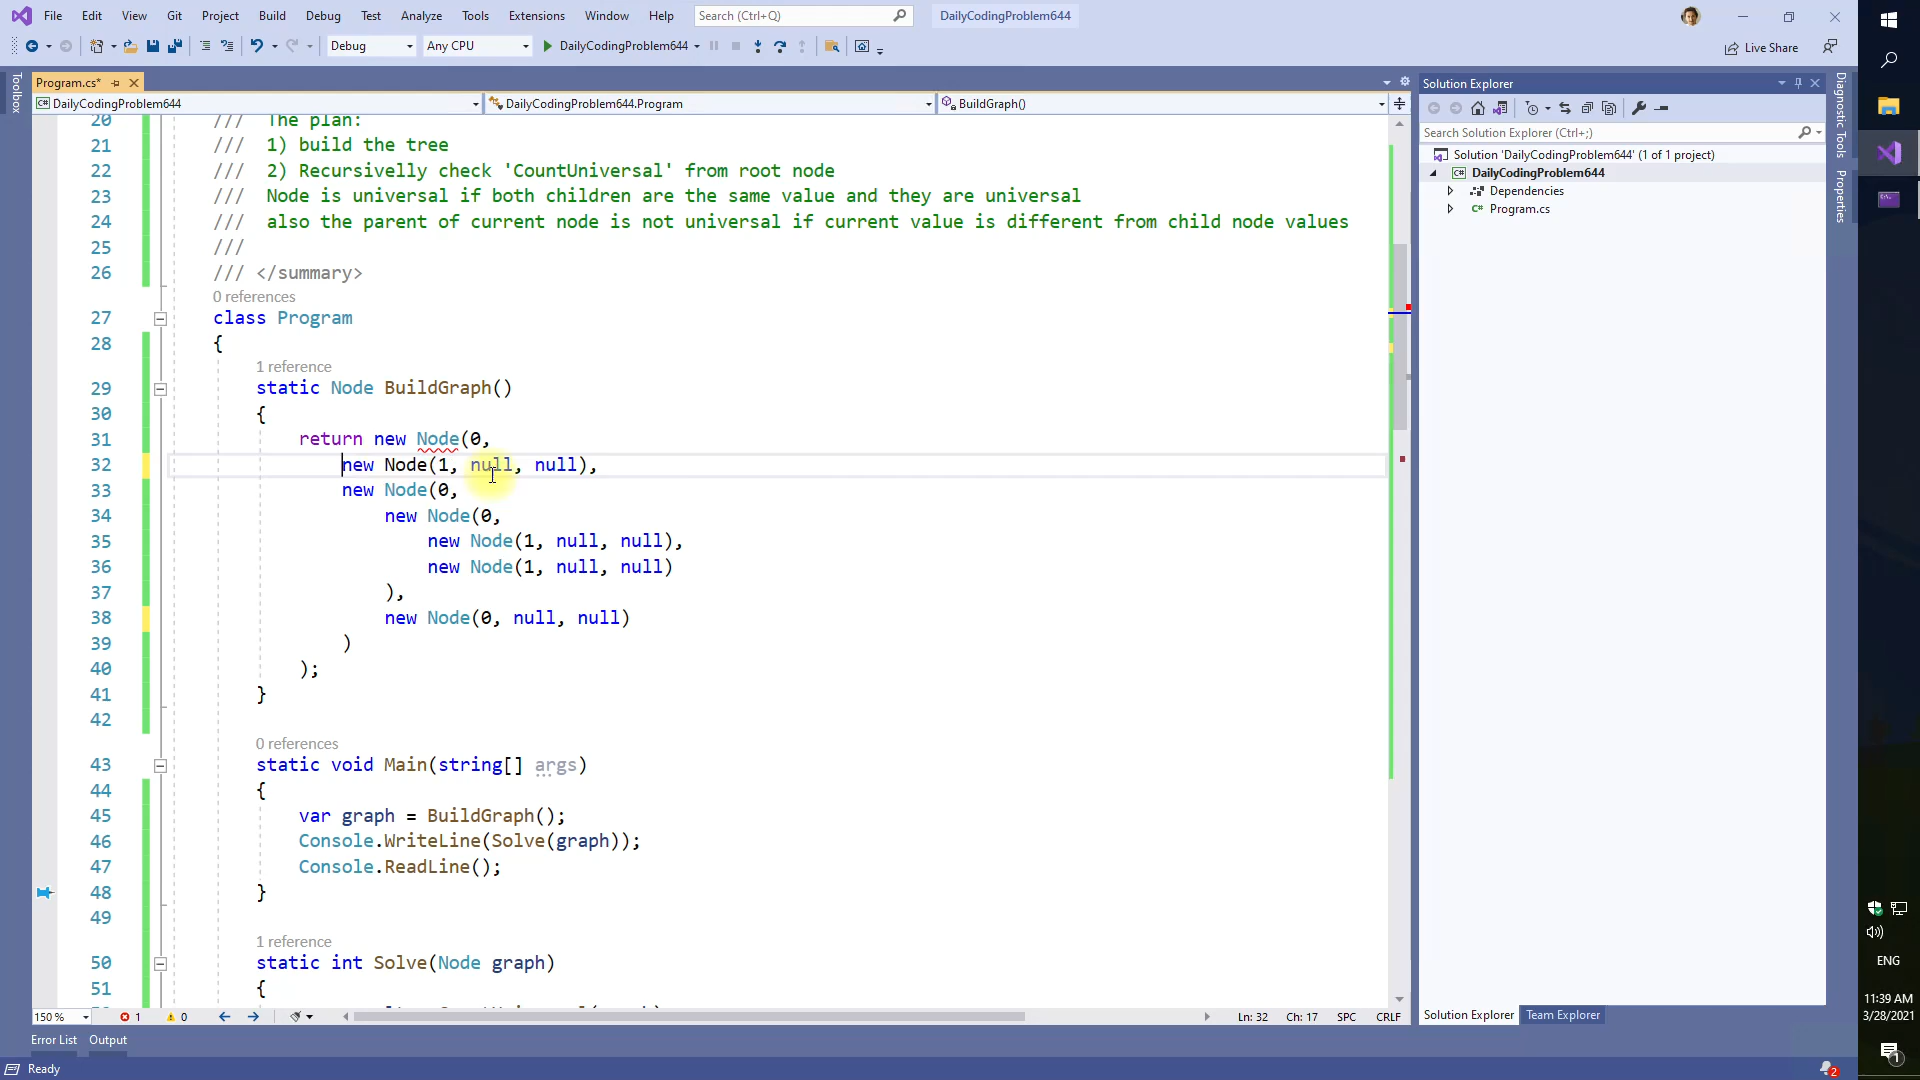 File Edit View Git Project Build Debug Test Analyze Tools Extensions Window Help Search (Ctrl+Q) DailyCodingProblem644
Debug Any CPU DailyCodingProblem644 Live Share
Toolbox
Program.cs*
DailyCodingProblem644 DailyCodingProblem644.Program BuildGraph()
20 /// The plan:
21 /// 1) build the tree
22 /// 2) Recursivelly check 'CountUniversal' from root node
23 /// Node is universal if both children are the same value and they are universal
24 /// also the parent of current node is not universal if current value is different from child node values
25 ///
26 /// </summary>
0 references
27 class Program
28 {
1 reference
29 static Node BuildGraph()
30 {
31 return new Node(0,
32 new Node(1, null, null),
33 new Node(0,
34 new Node(0,
35 new Node(1, null, null),
36 new Node(1, null, null)
37 ),
38 new Node(0, null, null)
39 )
40 );
41 }
42
0 references
43 static void Main(string[] args)
44 {
45 var graph = BuildGraph();
46 Console.WriteLine(Solve(graph));
47 Console.ReadLine();
48 }
49
1 reference
50 static int Solve(Node graph)
51 {
150 % 1 0 Ln: 32 Ch: 17 SPC CRLF
Error List Output
Ready
Solution Explorer
Search Solution Explorer (Ctrl+;)
Solution 'DailyCodingProblem644' (1 of 1 project)
DailyCodingProblem644
Dependencies
C# Program.cs
Solution Explorer Team Explorer
Diagnostic Tools
Properties
ENG
11:39 AM
3/28/2021
1
2